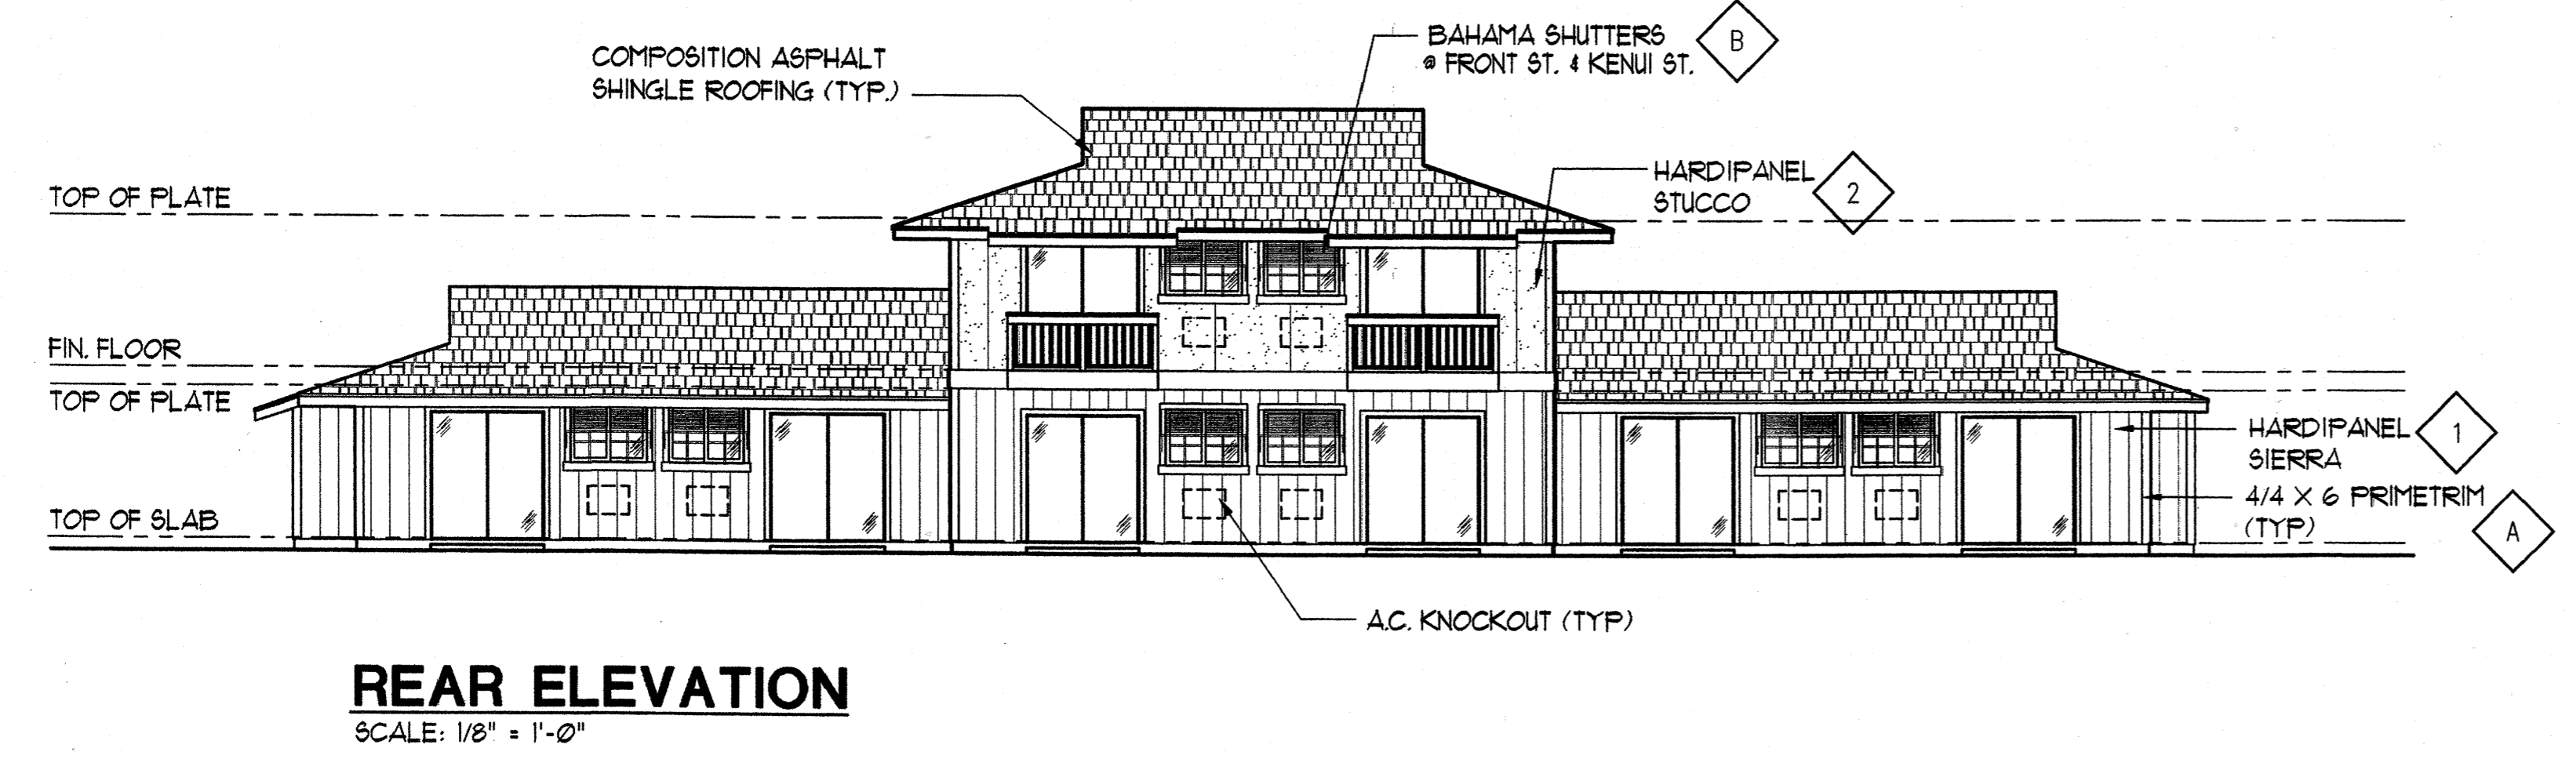 COMPOSITION ASPHALT
SHINGLE ROOFING (TYP.)
BAHAMA SHUTTERS
@ FRONT ST. & KENUI ST.
B
HARDIPANEL
STUCCO
2
TOP OF PLATE
FIN. FLOOR
TOP OF PLATE
TOP OF SLAB
HARDIPANEL
SIERRA
1
4/4 X 6 PRIMETRIM
(TYP)
A
A.C. KNOCKOUT (TYP)
REAR ELEVATION
SCALE: 1/8" = 1'-0"